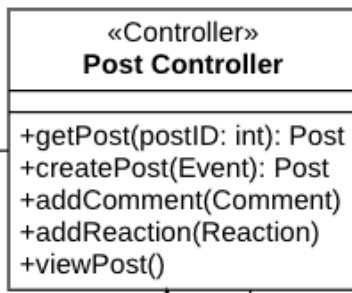 «Controller»
Post Controller
+getPost(postID: int): Post
+createPost(Event): Post
+addComment(Comment)
+addReaction(Reaction)
+viewPost()